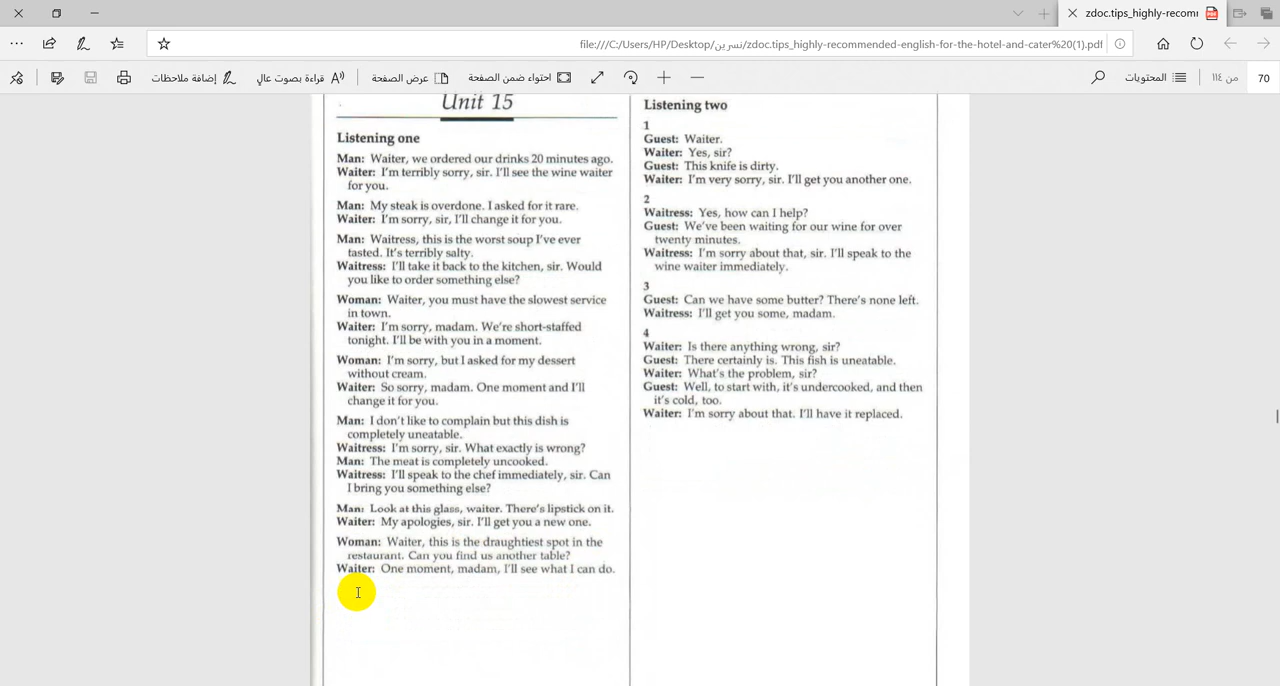 zdoc.tips_highly-recomm
file:///C:/Users/HP/Desktop/نسرين/zdoc.tips_highly-recommended-english-for-the-hotel-and-cater%20(1).pdf
إضافة ملاحظات
قراءة بصوت عالٍ
عرض الصفحة
احتواء ضمن الصفحة
المحتويات
من ١١٤
70
Unit 15
Listening one
Man: Waiter, we ordered our drinks 20 minutes ago.
Waiter: I'm terribly sorry, sir. I'll see the wine waiter
for you.
Man: My steak is overdone. I asked for it rare.
Waiter: I'm sorry, sir, I'll change it for you.
Man: Waitress, this is the worst soup I've ever
tasted. It's terribly salty.
Waitress: I'll take it back to the kitchen, sir. Would
you like to order something else?
Woman: Waiter, you must have the slowest service
in town.
Waiter: I'm sorry, madam. We're short-staffed
tonight. I'll be with you in a moment.
Woman: I'm sorry, but I asked for my dessert
without cream.
Waiter: So sorry, madam. One moment and I'll
change it for you.
Man: I don't like to complain but this dish is
completely uneatable.
Waitress: I'm sorry, sir. What exactly is wrong?
Man: The meat is completely uncooked.
Waitress: I'll speak to the chef immediately, sir. Can
I bring you something else?
Man: Look at this glass, waiter. There's lipstick on it.
Waiter: My apologies, sir. I'll get you a new one.
Woman: Waiter, this is the draughtiest spot in the
restaurant. Can you find us another table?
Waiter: One moment, madam, I'll see what I can do.
Listening two
1
Guest: Waiter.
Waiter: Yes, sir?
Guest: This knife is dirty.
Waiter: I'm very sorry, sir. I'll get you another one.
2
Waitress: Yes, how can I help?
Guest: We've been waiting for our wine for over
twenty minutes.
Waitress: I'm sorry about that, sir. I'll speak to the
wine waiter immediately.
3
Guest: Can we have some butter? There's none left.
Waitress: I'll get you some, madam.
4
Waiter: Is there anything wrong, sir?
Guest: There certainly is. This fish is uneatable.
Waiter: What's the problem, sir?
Guest: Well, to start with, it's undercooked, and then
it's cold, too.
Waiter: I'm sorry about that. I'll have it replaced.